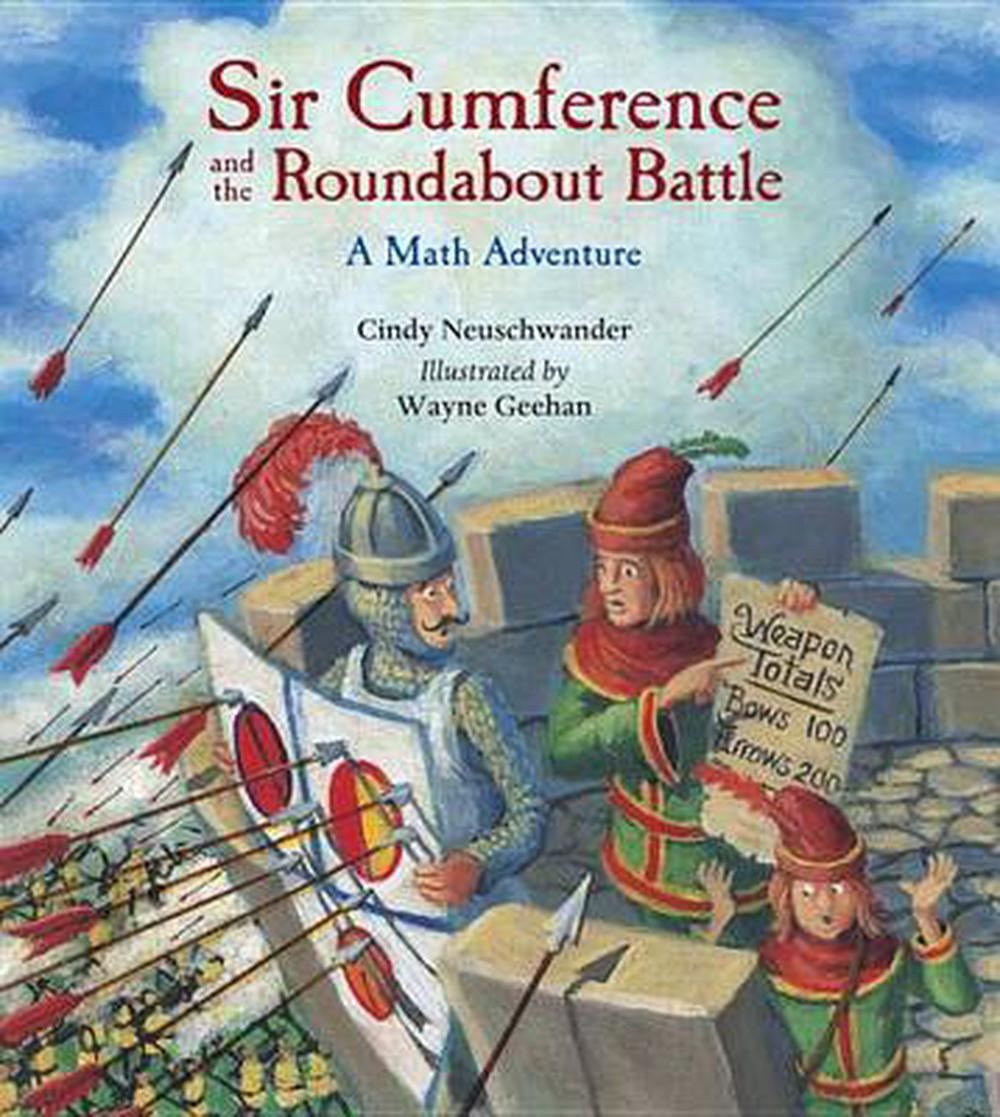 Sir Cumference
and the Roundabout Battle
A Math Adventure
Cindy Neuschwander
Illustrated by
Wayne Geehan
Weapon
Totals
Bows 100
Arrows 200